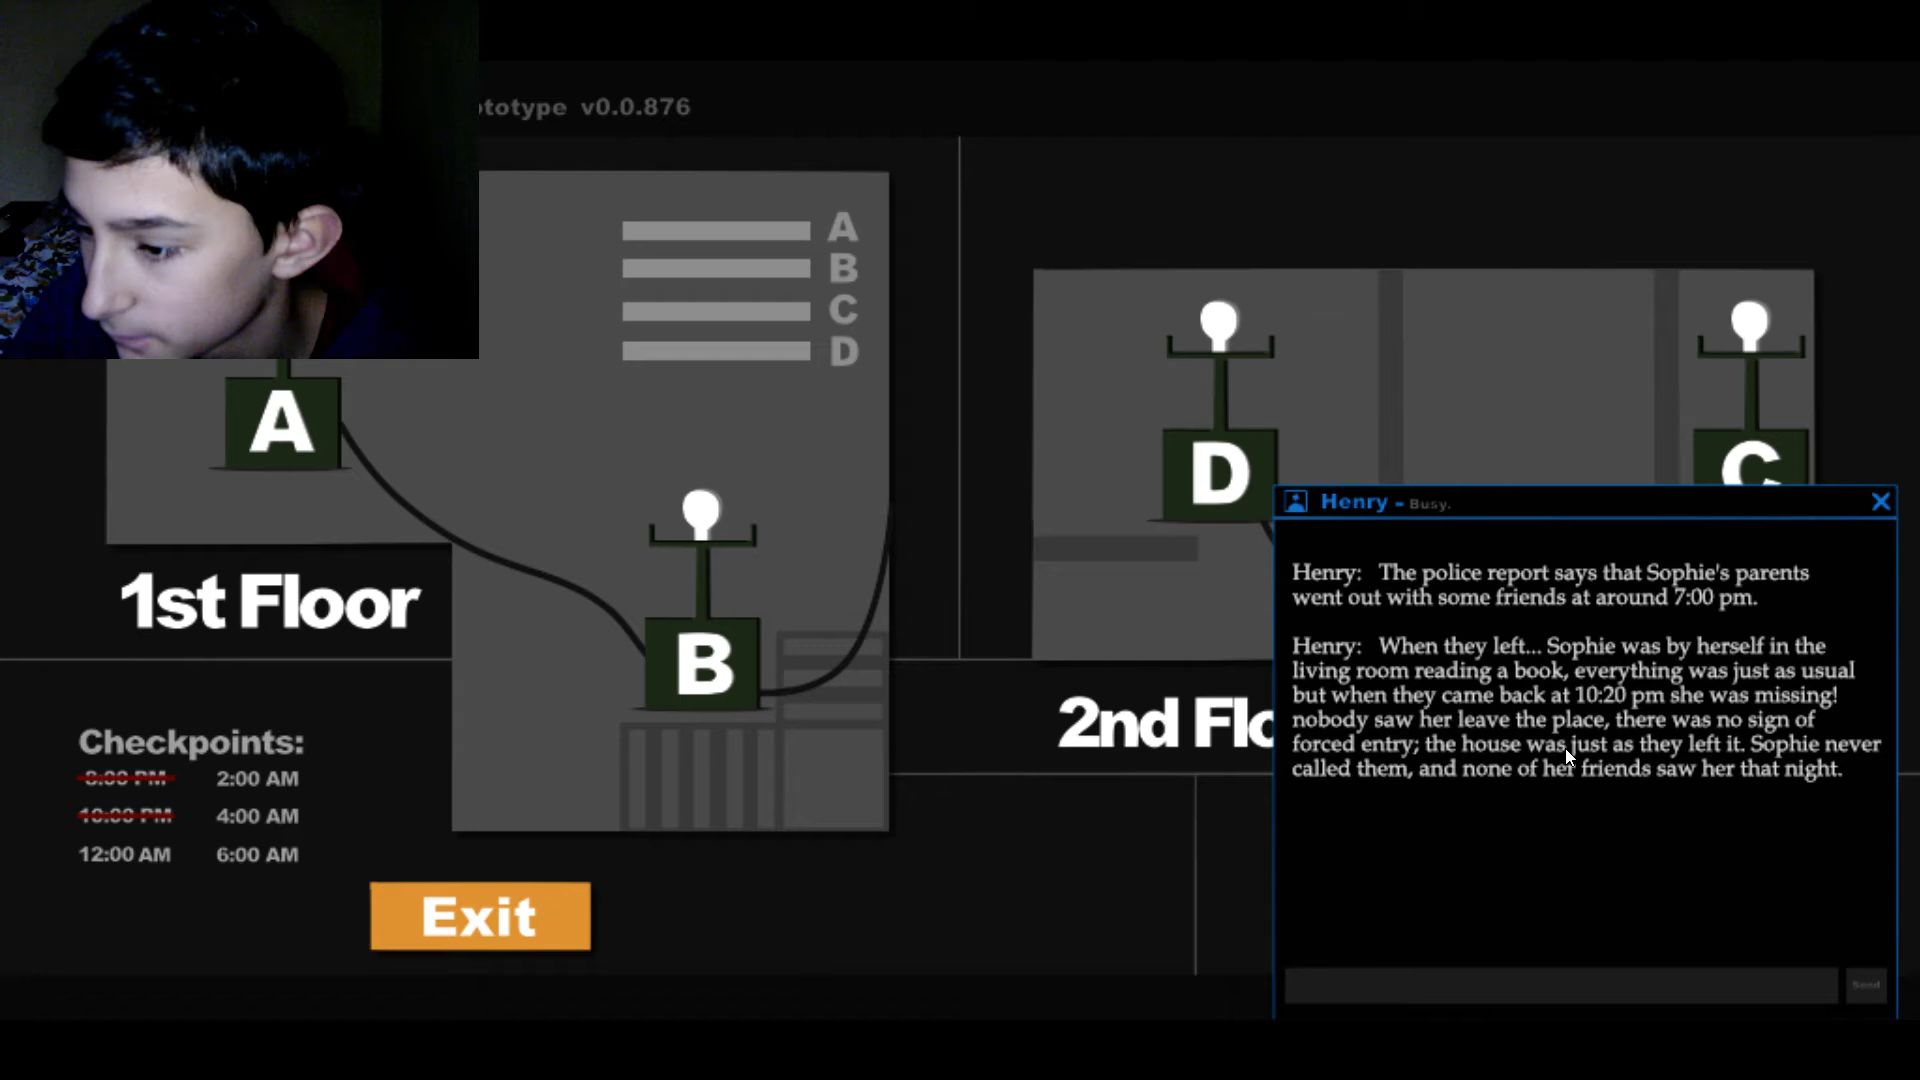 ototype v0.0.876
A
B
C
D
A
B
1st Floor
D
C
2nd Flo
Checkpoints:
8:00 PM 2:00 AM
10:00 PM 4:00 AM
12:00 AM 6:00 AM
Exit
Henry - Busy.
Henry: The police report says that Sophie's parents
went out with some friends at around 7:00 pm.
Henry: When they left... Sophie was by herself in the
living room reading a book, everything was just as usual
but when they came back at 10:20 pm she was missing!
nobody saw her leave the place, there was no sign of
forced entry; the house was just as they left it. Sophie never
called them, and none of her friends saw her that night.
Send